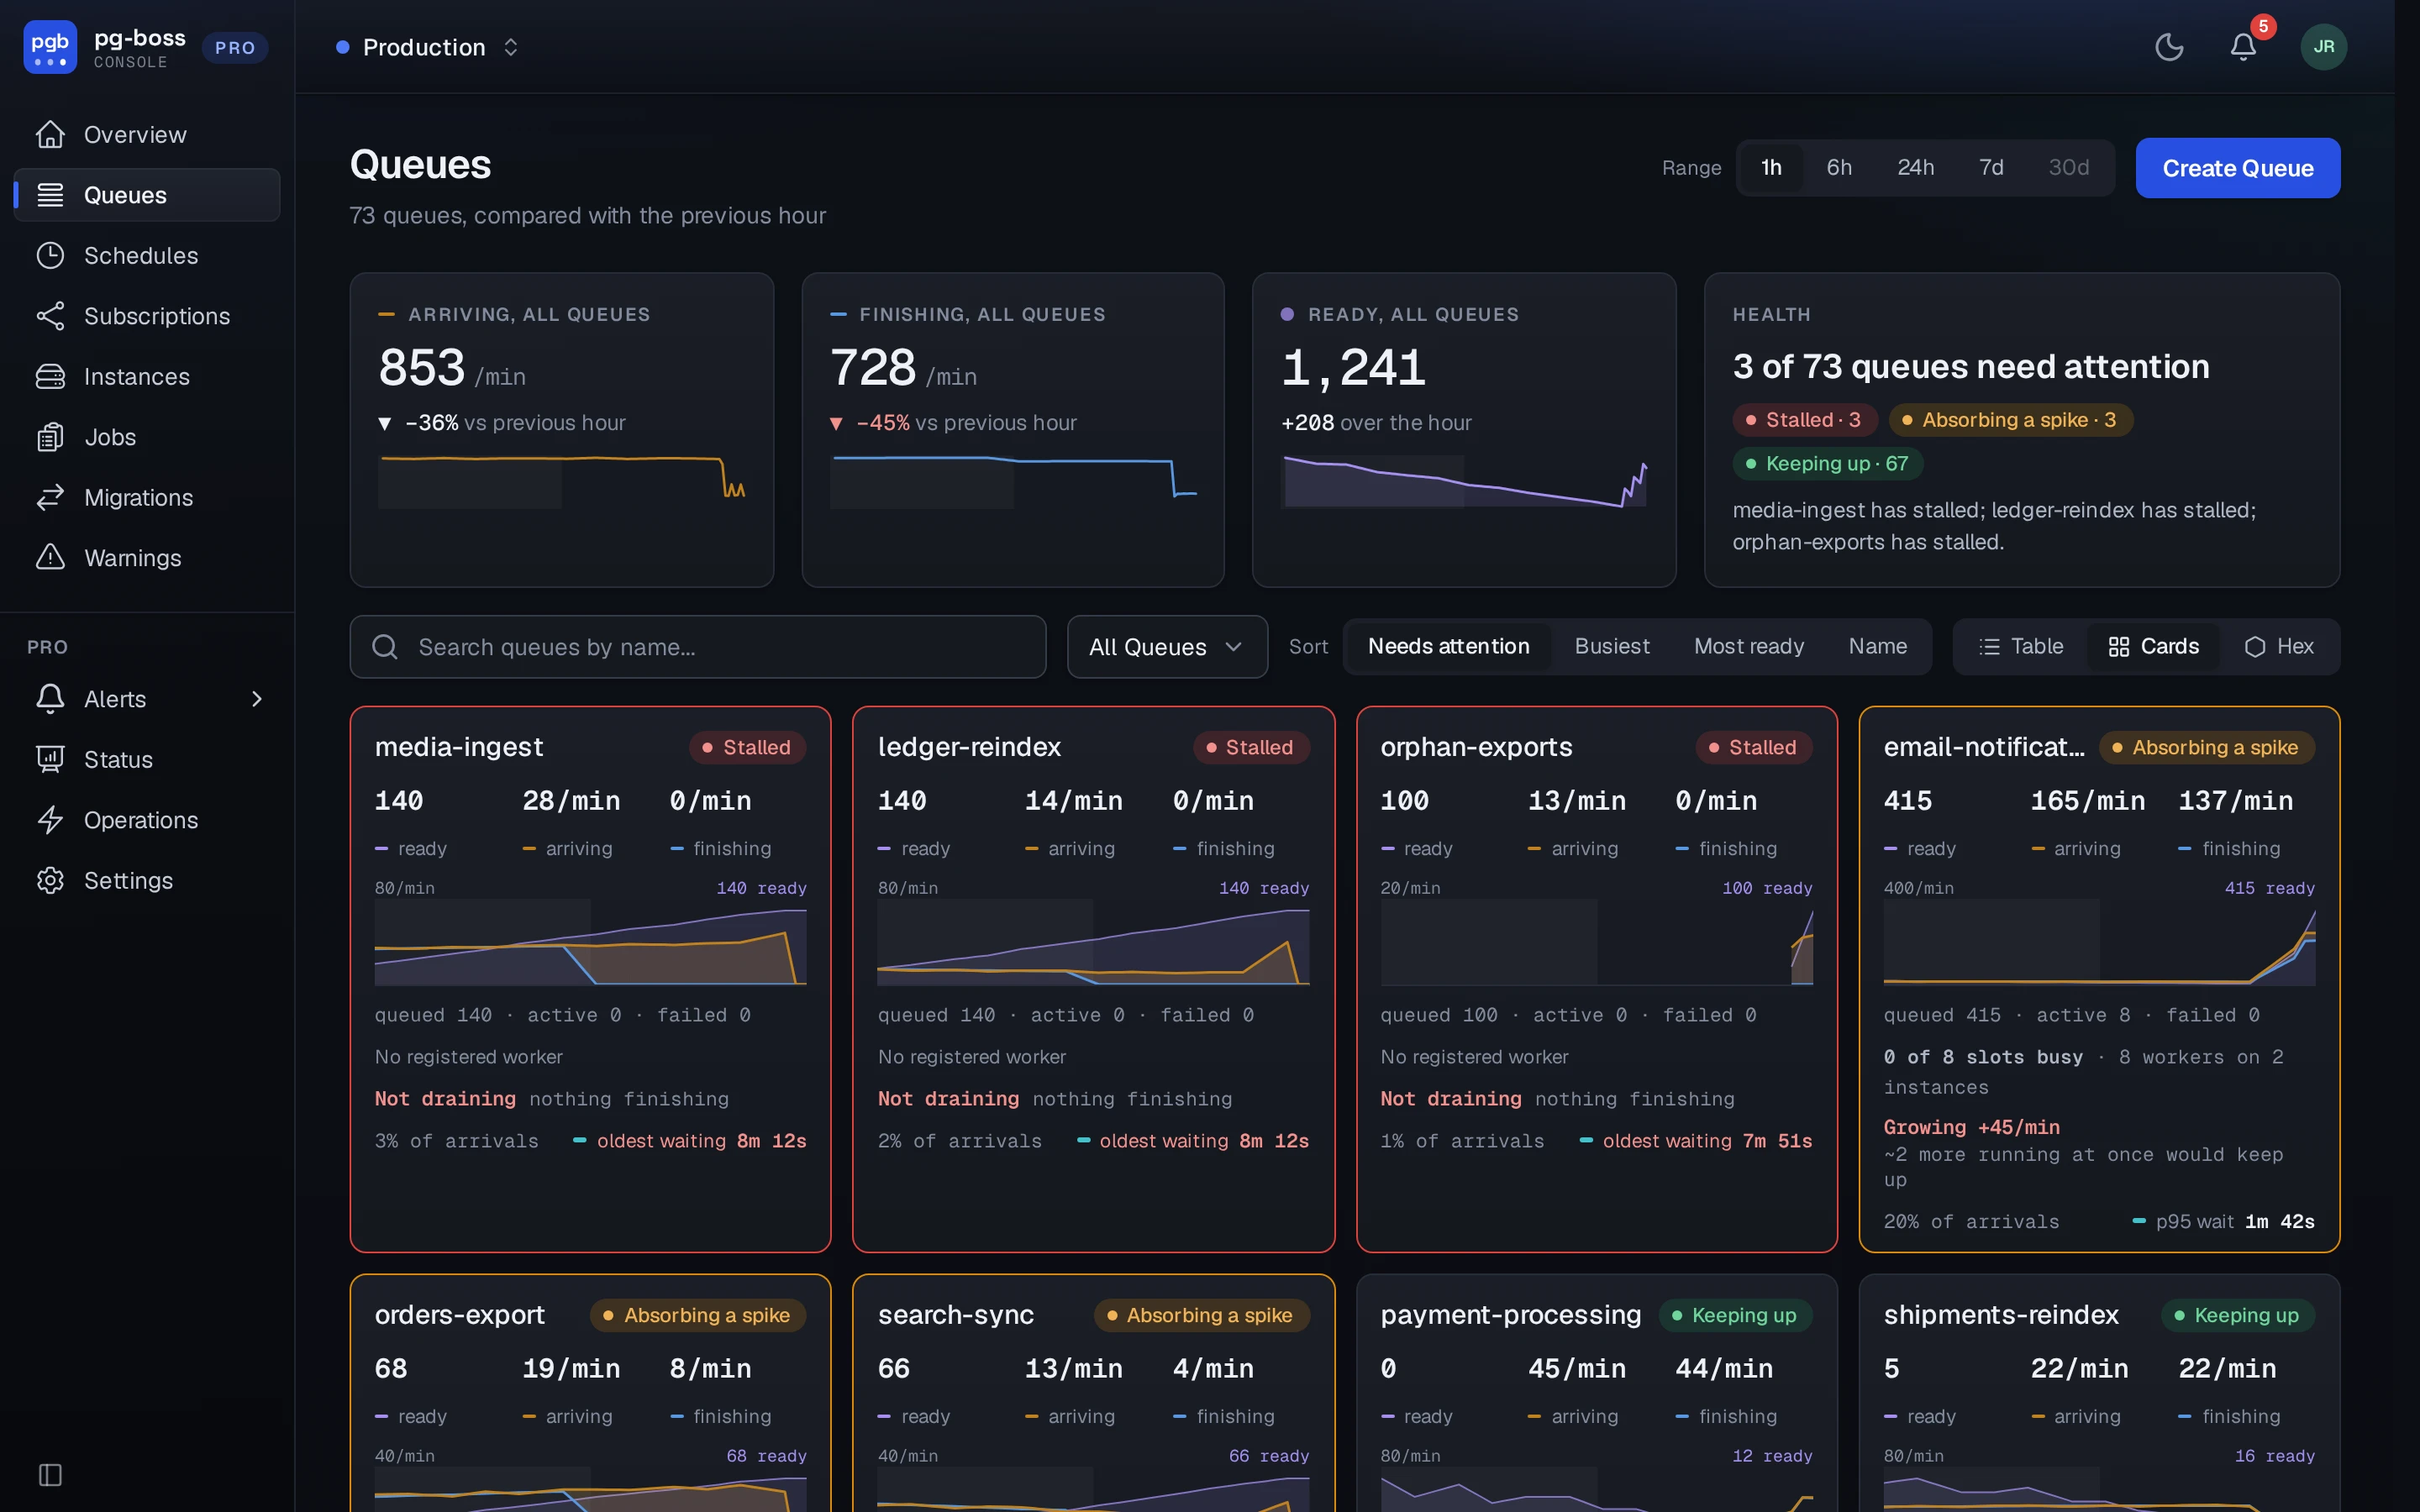 pgb
pg-boss
CONSOLE
PRO
Production
5
JR
Overview
Queues
Schedules
Subscriptions
Instances
Jobs
Migrations
Warnings
PRO
Alerts
Status
Operations
Settings
Queues
73 queues, compared with the previous hour
Range 1h 6h 24h 7d 30d
Create Queue
ARRIVING, ALL QUEUES
853 /min
▼ −36% vs previous hour
FINISHING, ALL QUEUES
728 /min
▼ −45% vs previous hour
READY, ALL QUEUES
1,241
+208 over the hour
HEALTH
3 of 73 queues need attention
Stalled · 3 Absorbing a spike · 3
Keeping up · 67
media-ingest has stalled; ledger-reindex has stalled;
orphan-exports has stalled.
Search queues by name...
All Queues
Sort Needs attention Busiest Most ready Name
Table Cards Hex
media-ingest Stalled
140 28/min 0/min
ready arriving finishing
80/min 140 ready
queued 140 · active 0 · failed 0
No registered worker
Not draining nothing finishing
3% of arrivals oldest waiting 8m 12s
ledger-reindex Stalled
140 14/min 0/min
ready arriving finishing
80/min 140 ready
queued 140 · active 0 · failed 0
No registered worker
Not draining nothing finishing
2% of arrivals oldest waiting 8m 12s
orphan-exports Stalled
100 13/min 0/min
ready arriving finishing
20/min 100 ready
queued 100 · active 0 · failed 0
No registered worker
Not draining nothing finishing
1% of arrivals oldest waiting 7m 51s
email-notificat... Absorbing a spike
415 165/min 137/min
ready arriving finishing
400/min 415 ready
queued 415 · active 8 · failed 0
0 of 8 slots busy · 8 workers on 2
instances
Growing +45/min
~2 more running at once would keep
up
20% of arrivals p95 wait 1m 42s
orders-export Absorbing a spike
68 19/min 8/min
ready arriving finishing
40/min 68 ready
search-sync Absorbing a spike
66 13/min 4/min
ready arriving finishing
40/min 66 ready
payment-processing Keeping up
0 45/min 44/min
ready arriving finishing
80/min 12 ready
shipments-reindex Keeping up
5 22/min 22/min
ready arriving finishing
80/min 16 ready